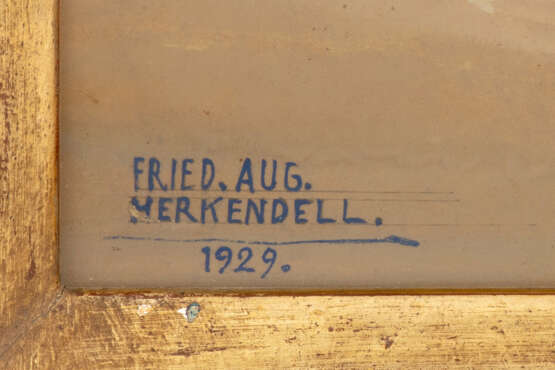 FRIED. AUG.
MERKENDELL.
1929.